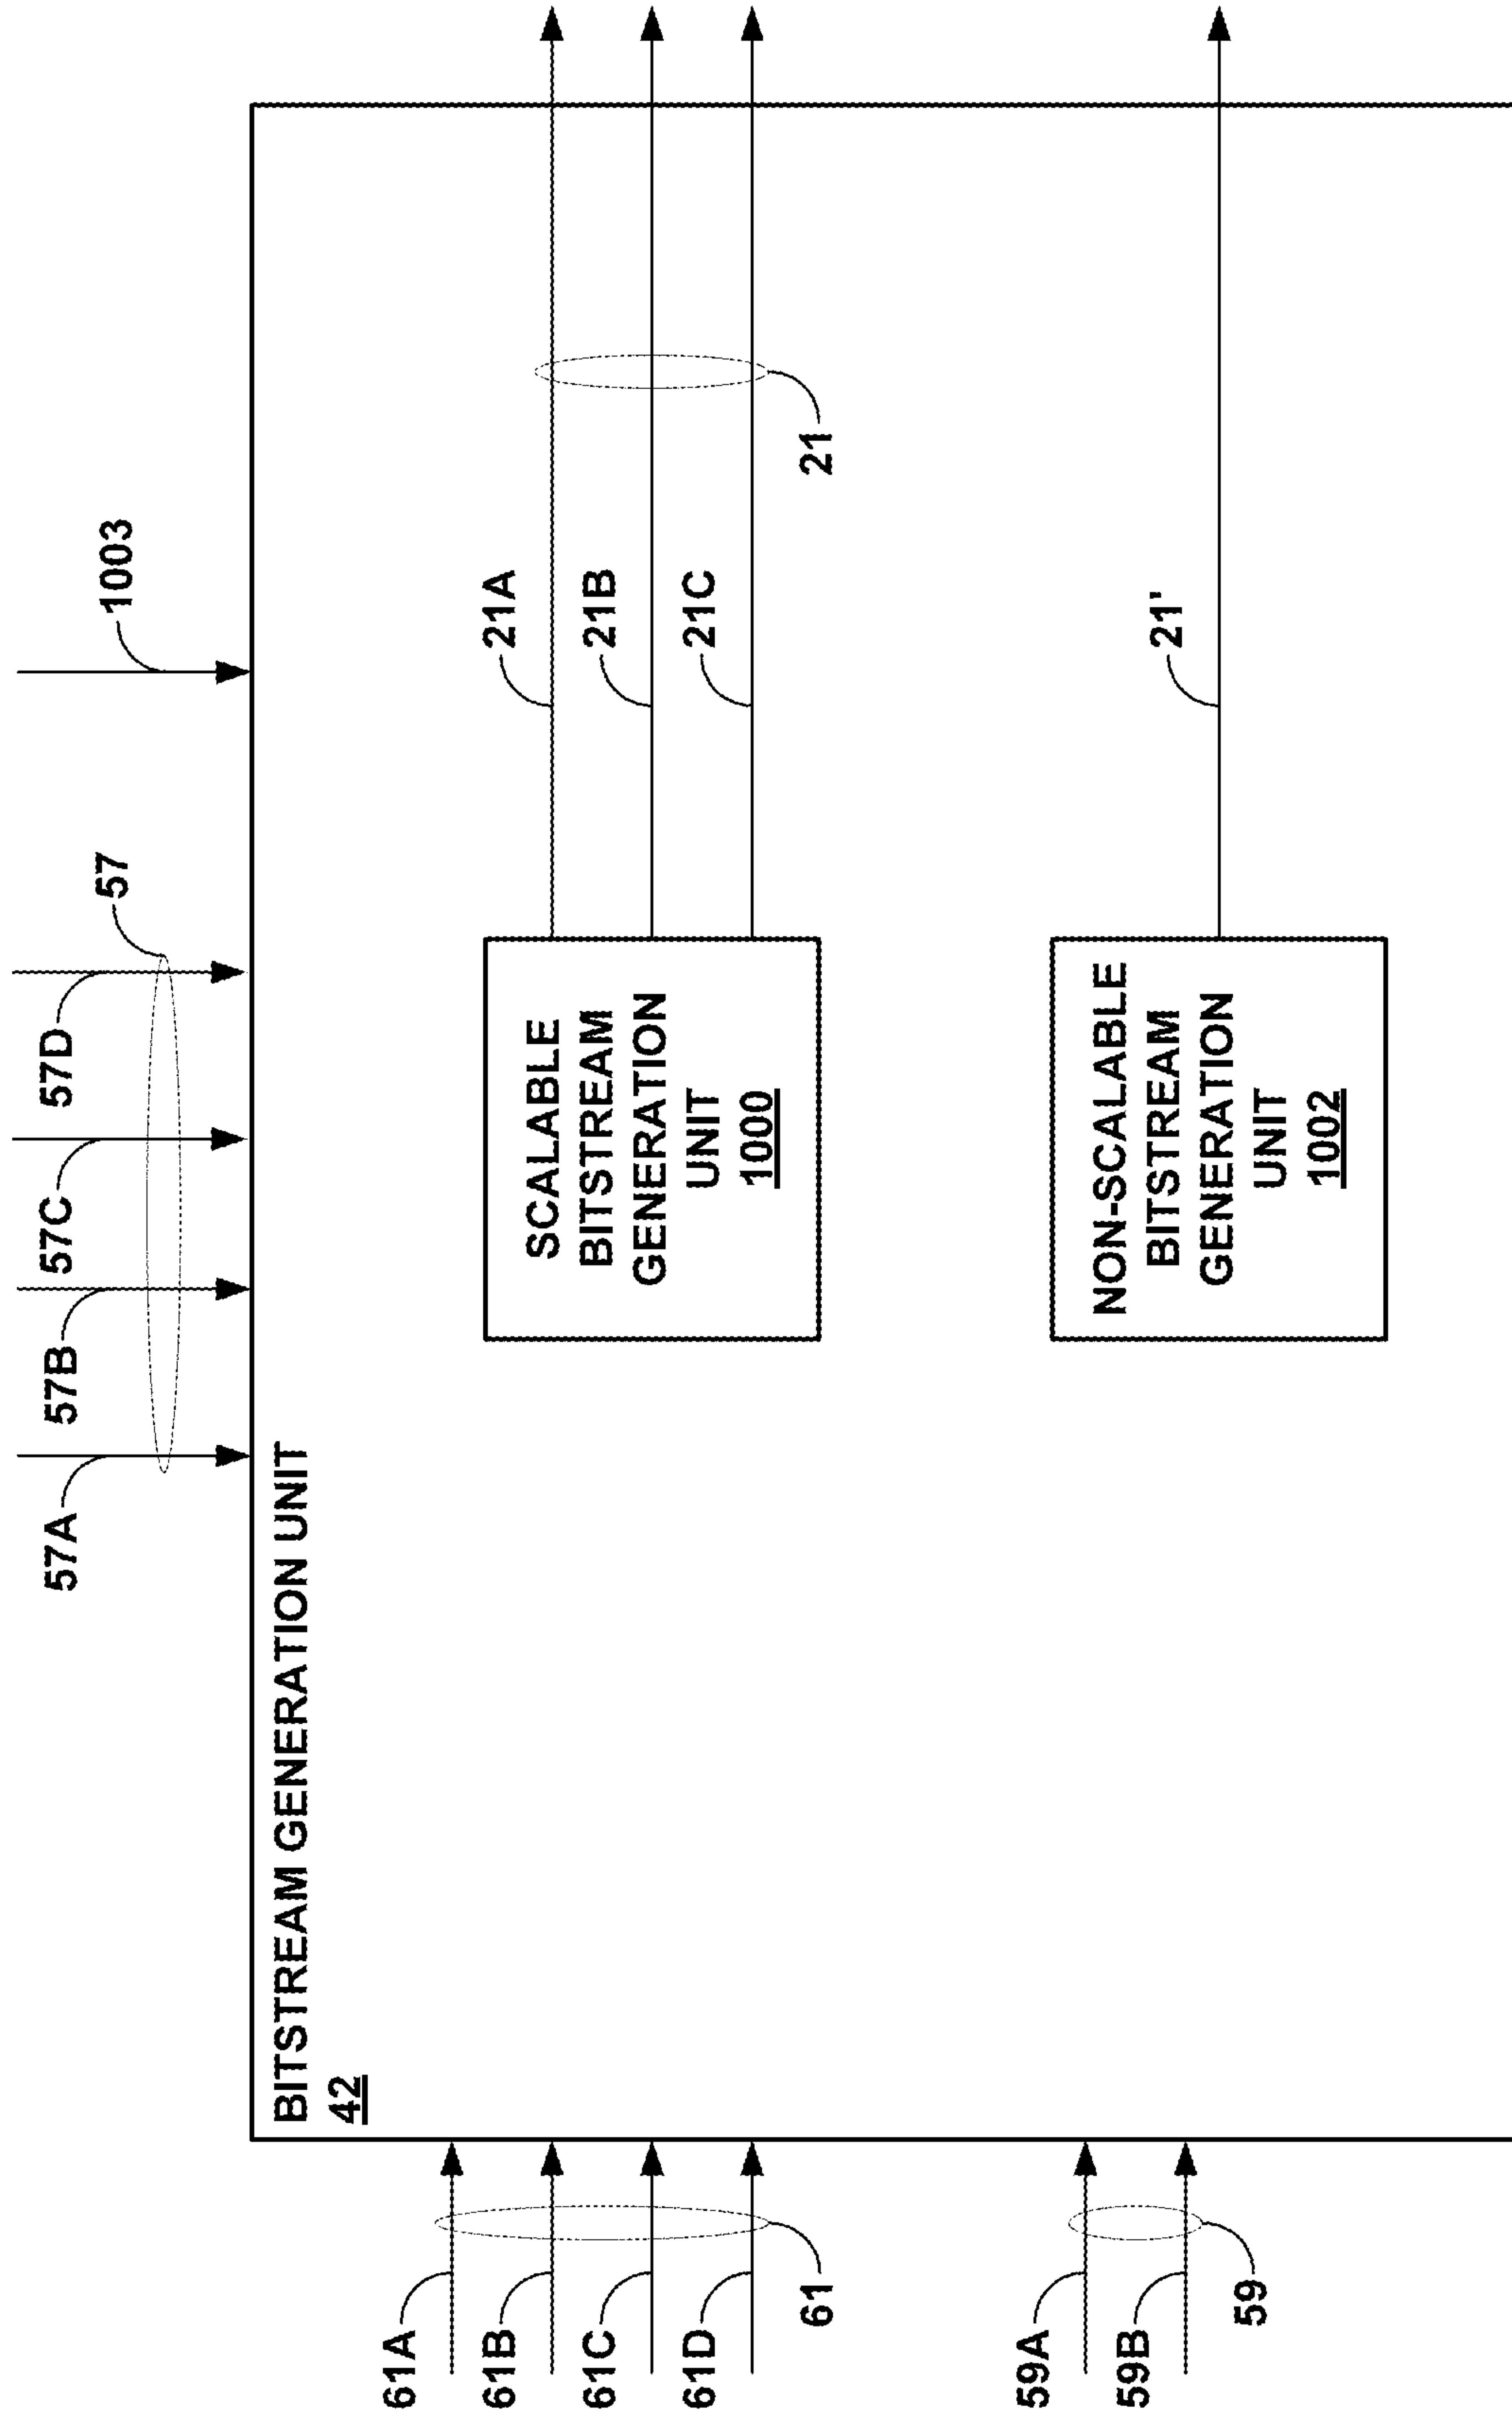 57A
57B
57C
57D
57
1003
BITSTREAM GENERATION UNIT
42
61A
61B
61C
61D
61
59A
59B
59
SCALABLE
BITSTREAM
GENERATION
UNIT
1000
21A
21B
21C
21
NON-SCALABLE
BITSTREAM
GENERATION
UNIT
1002
21'